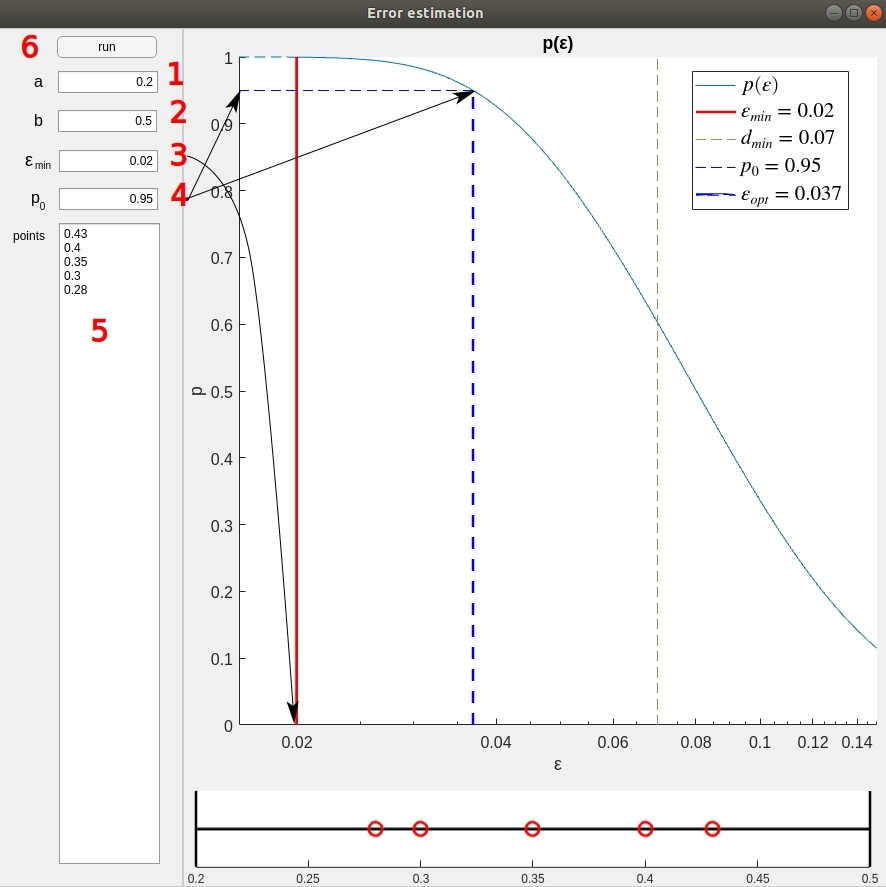 Error estimation
6 run
a 0.2 1
b 0.5 2
ε min 0.02 3
p0 0.95 4
points
0.43
0.4
0.35
0.3
0.28
5
p(ε)
p(ε)
εmin = 0.02
dmin = 0.07
p0 = 0.95
εopt = 0.037
1
0.9
0.8
0.7
0.6
0.5
0.4
0.3
0.2
0.1
0
p
0.02 0.04 0.06 0.08 0.1 0.12 0.14
ε
0.2 0.25 0.3 0.35 0.4 0.45 0.5